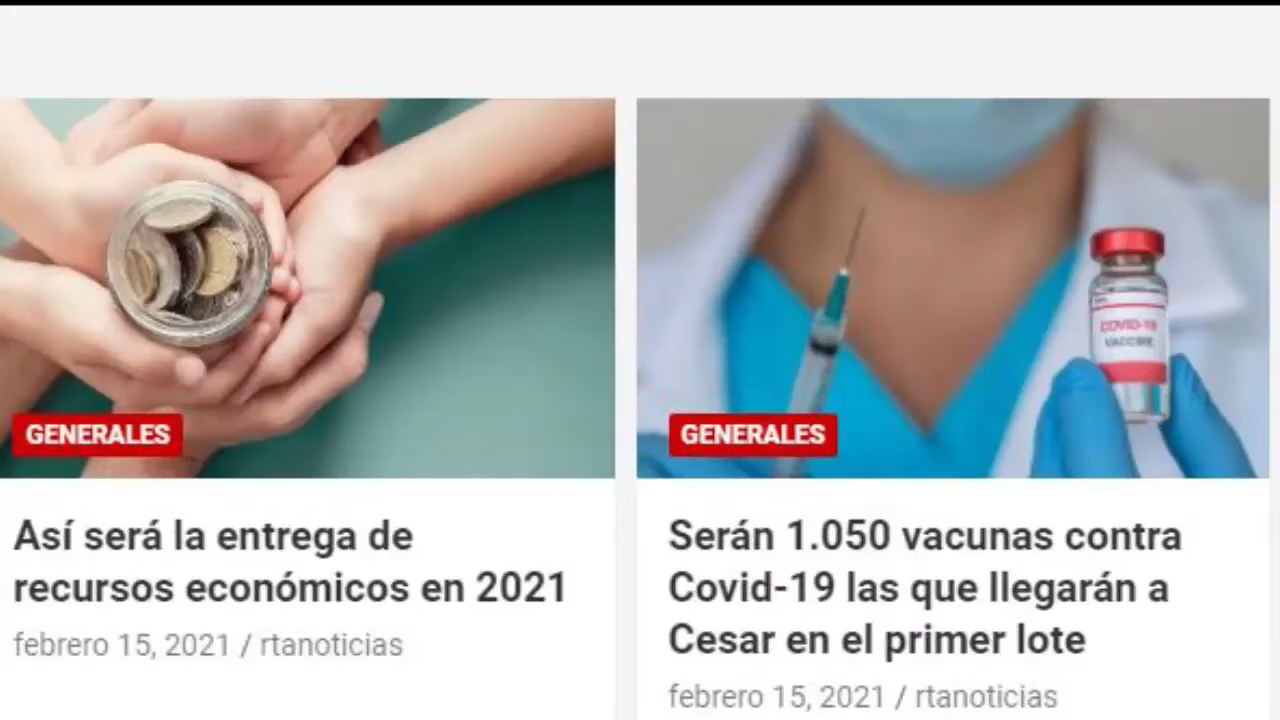 GENERALES
Así será la entrega de
recursos económicos en 2021
febrero 15, 2021 / rtanoticias
COVID-19
VACCINE
GENERALES
Serán 1.050 vacunas contra
Covid-19 las que llegarán a
Cesar en el primer lote
febrero 15, 2021 / rtanoticias